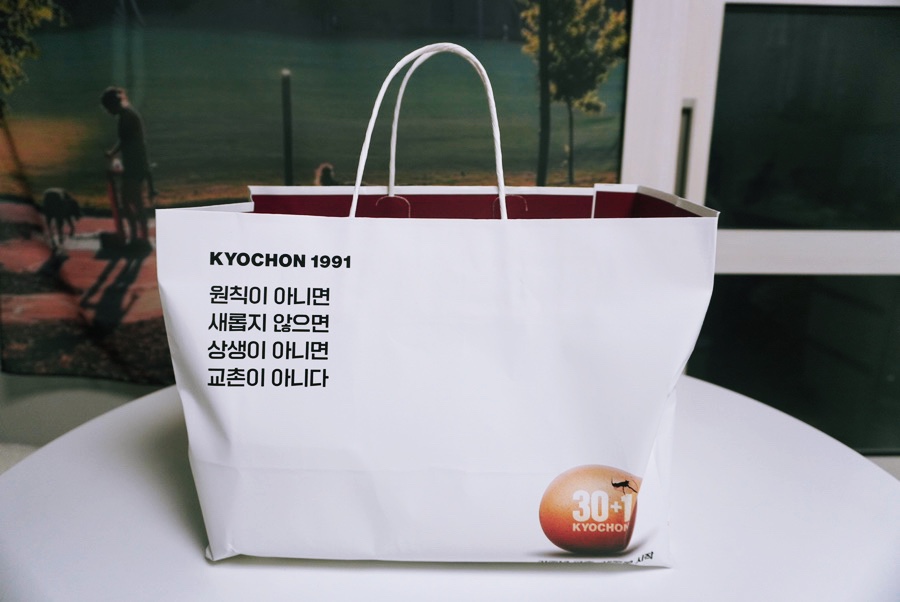 KYOCHON 1991
원칙이 아니면
새롭지 않으면
상생이 아니면
교촌이 아니다
30+1
KYOCHON